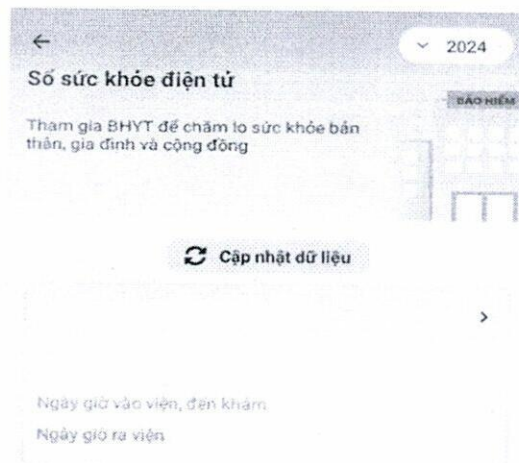 2024
Sổ sức khỏe điện tử
BẢO HIỂM
Tham gia BHYT để chăm lo sức khỏe bản
thân, gia đình và cộng đồng
Cập nhật dữ liệu
Ngày giờ vào viện, đến khám
Ngày giờ ra viện